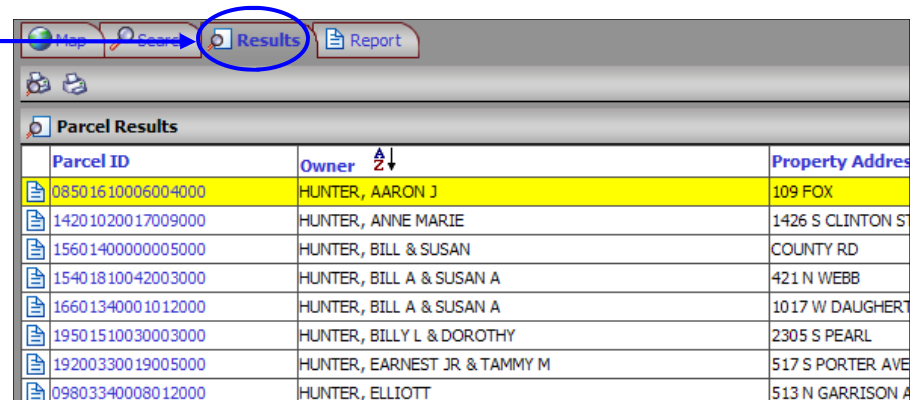 Map Search Results Report
Parcel Results
Parcel ID Owner Property Addres
08501610006004000 HUNTER, AARON J 109 FOX
14201020017009000 HUNTER, ANNE MARIE 1426 S CLINTON ST
15601400000005000 HUNTER, BILL & SUSAN COUNTY RD
15401810042003000 HUNTER, BILL A & SUSAN A 421 N WEBB
16601340001012000 HUNTER, BILL A & SUSAN A 1017 W DAUGHERT
19501510030003000 HUNTER, BILLY L & DOROTHY 2305 S PEARL
19200330019005000 HUNTER, EARNEST JR & TAMMY M 517 S PORTER AVE
09803340008012000 HUNTER, ELLIOTT 513 N GARRISON A